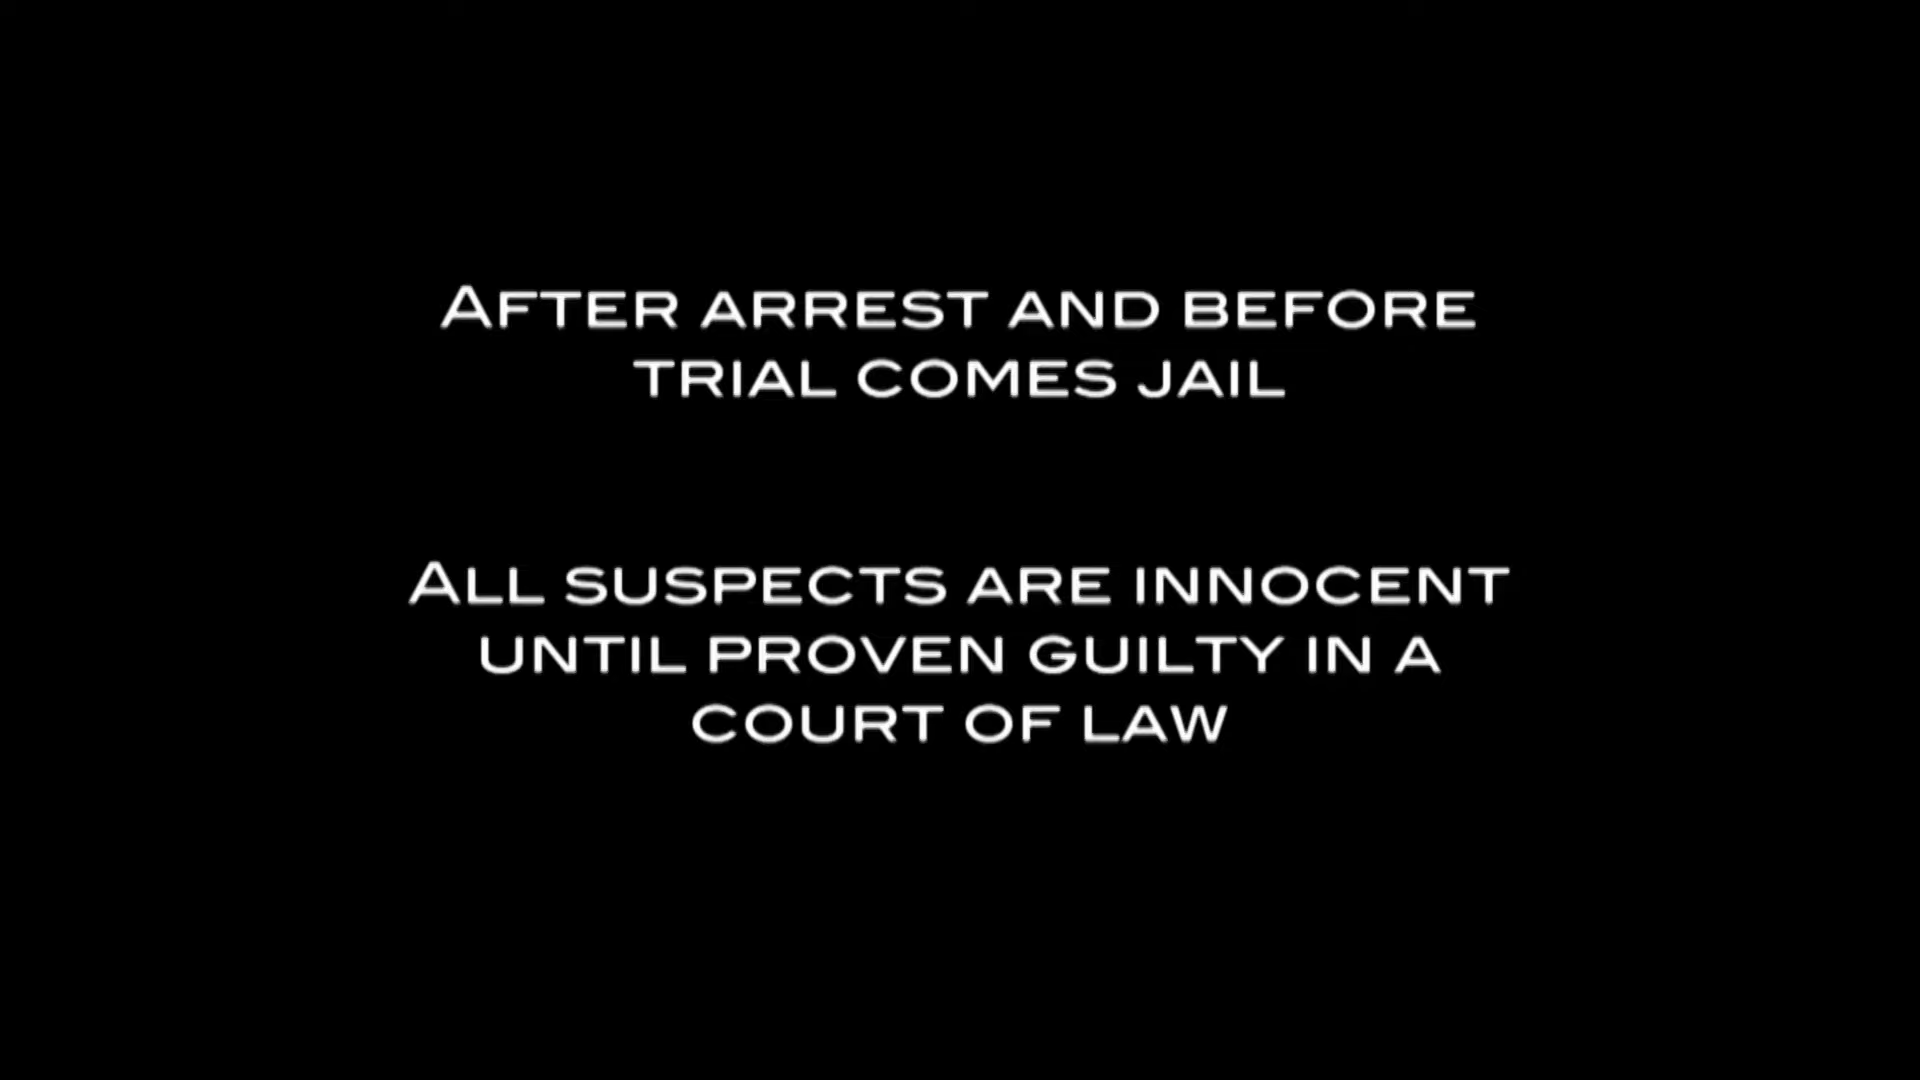 AFTER ARREST AND BEFORE
TRIAL COMES JAIL
ALL SUSPECTS ARE INNOCENT
UNTIL PROVEN GUILTY IN A
COURT OF LAW